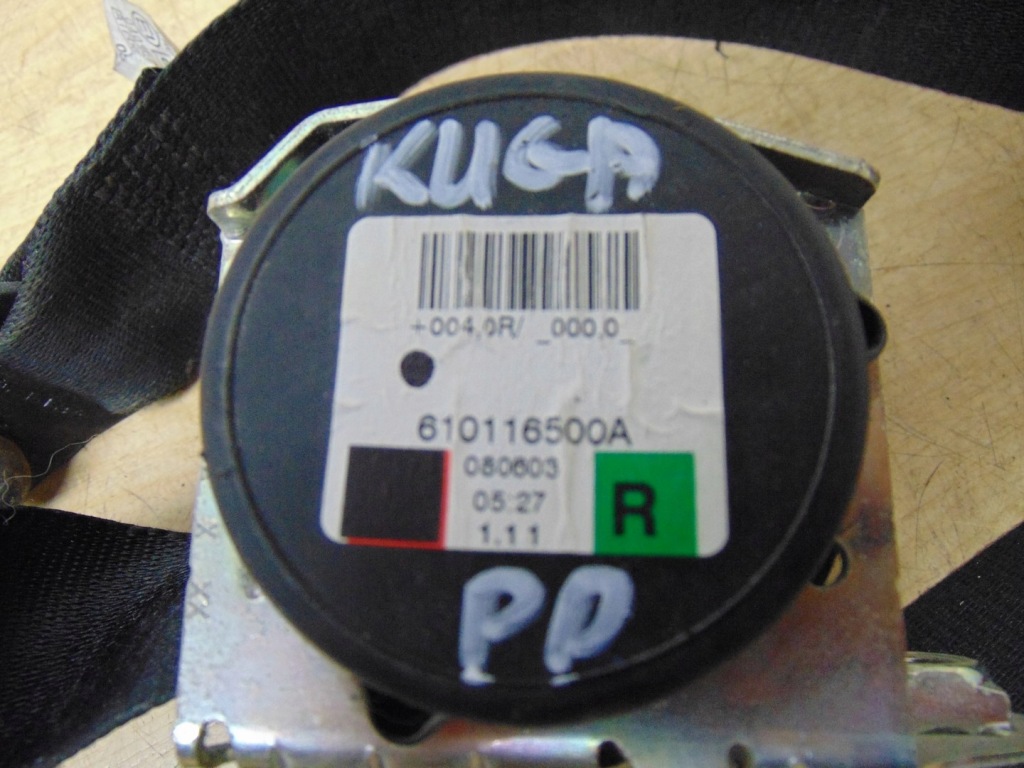 KUGA
+004,0R/ _000,0_
610116500A
080603
05:27
R
1.11
PP